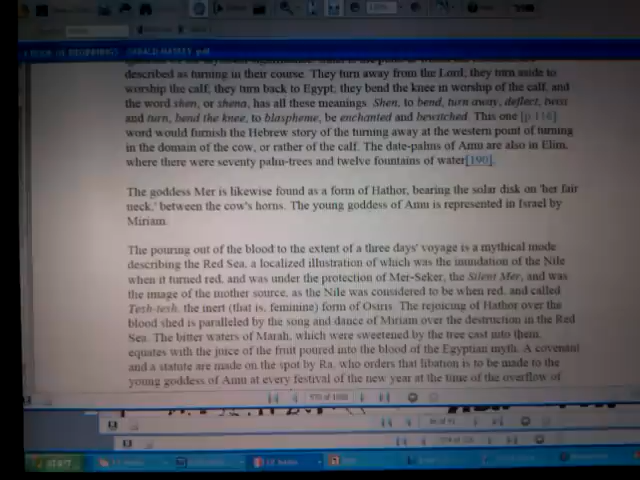 A BOOK OF BEGINNINGS GERALD MASSEY.pdf
described as turning in their course. They turn away from the Lord; they turn aside to
worship the calf, they turn back to Egypt; they bend the knee in worship of the calf, and
the word shen, or shena, has all these meanings. Shen, to bend, turn away, deflect, twist
and turn, bend the knee, to blaspheme, be enchanted and bewitched. This one [p.116]
word would furnish the Hebrew story of the turning away at the western point of turning
in the domain of the cow, or rather of the calf. The date-palms of Amu are also in Elim,
where there were seventy palm-trees and twelve fountains of water[190].
The goddess Mer is likewise found as a form of Hathor, bearing the solar disk on 'her fair
neck,' between the cow's horns. The young goddess of Amu is represented in Israel by
Miriam.
The pouring out of the blood to the extent of a three days' voyage is a mythical mode
describing the Red Sea, a localized illustration of which was the inundation of the Nile
when it turned red, and was under the protection of Mer-Seker, the Silent Mer, and was
the image of the mother source, as the Nile was considered to be when red, and called
Tesh-tesh, the inert (that is, feminine) form of Osiris. The rejoicing of Hathor over the
blood shed is paralleled by the song and dance of Miriam over the destruction in the Red
Sea. The bitter waters of Marah, which were sweetened by the tree cast into them,
equates with the juice of the fruit poured into the blood of the Egyptian myth. A covenant
and a statute are made on the spot by Ra, who orders that libation is to be made to the
young goddess of Amu at every festival of the new year at the time of the overflow of
start